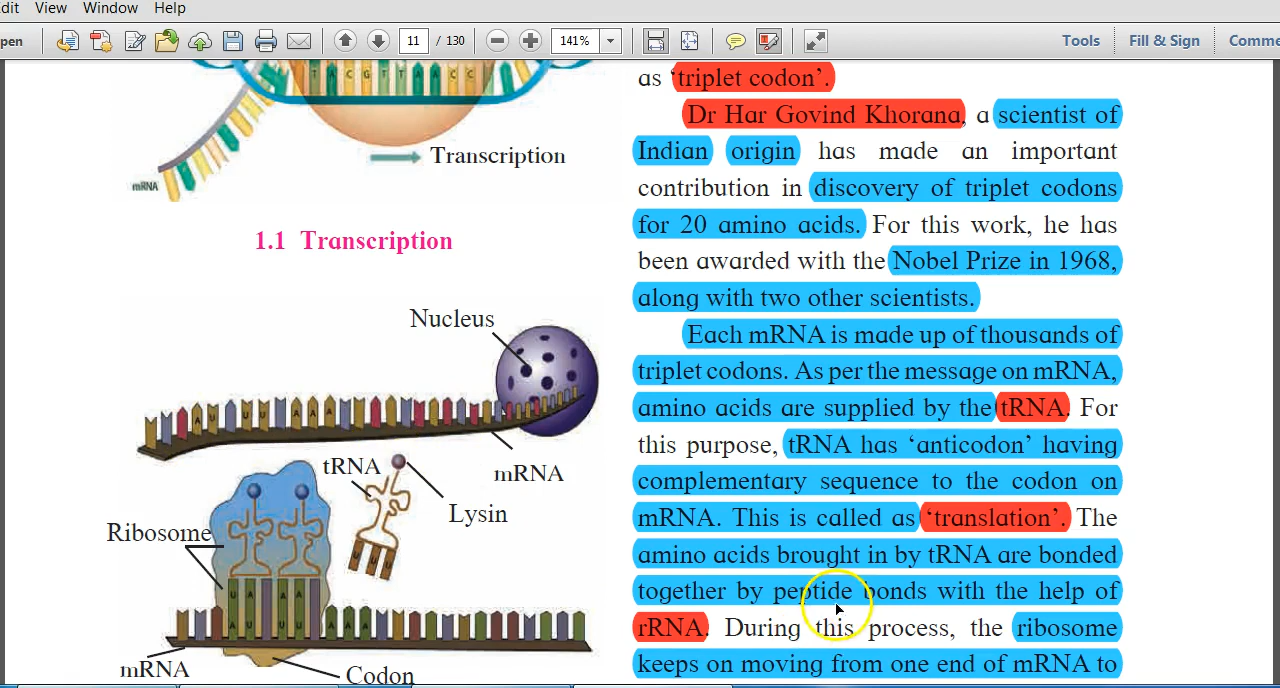 dit View Window Help
pen 11 / 130 141% Tools Fill & Sign Comme
T A C G T T A A C C
Transcription
mRNA
1.1 Transcription
Nucleus
A U U U A A A
mRNA
tRNA
Lysin
Ribosome
U U U
U A A A
A U U U A A A
mRNA
Codon
as ‘triplet codon’.
Dr Har Govind Khorana, a scientist of
Indian origin has made an important
contribution in discovery of triplet codons
for 20 amino acids. For this work, he has
been awarded with the Nobel Prize in 1968,
along with two other scientists.
Each mRNA is made up of thousands of
triplet codons. As per the message on mRNA,
amino acids are supplied by the tRNA. For
this purpose, tRNA has ‘anticodon’ having
complementary sequence to the codon on
mRNA. This is called as ‘translation’. The
amino acids brought in by tRNA are bonded
together by peptide bonds with the help of
rRNA. During this process, the ribosome
keeps on moving from one end of mRNA to